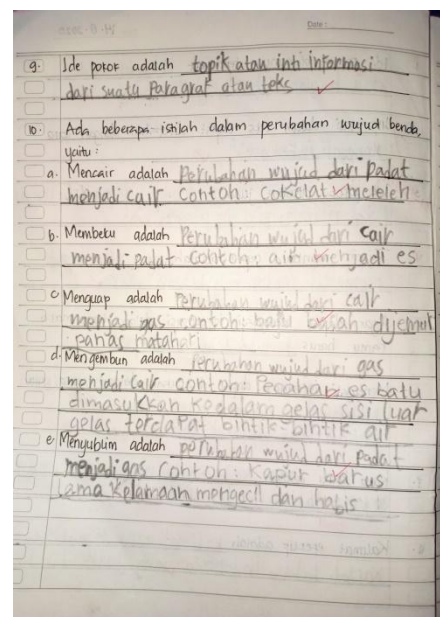 Date:
9. Ide pokok adalah topik atau inti informasi
dari suatu Paragraf atau teks
10. Ada beberapa istilah dalam perubahan wujud benda,
yaitu :
a. Mencair adalah Perubahan wujud dari Padat
menjadi cair contoh: cokelat meleleh
b. Membeku adalah Perubahan wujud dari cair
menjadi padat contoh: air menjadi es
c. Menguap adalah Perubahan wujud dari cair
menjadi gas contoh: baju basah dijemur
panas matahari
d. Mengembun adalah Perubahan wujud dari gas
menjadi cair contoh: Pecahan es batu
dimasukkan kedalam gelas sisi luar
gelas terdapat bintik-bintik air
e. Menyublim adalah perubahan wujud dari Padat
menjadi gas contoh: Kapur barus
lama kelamaan mengecil dan habis